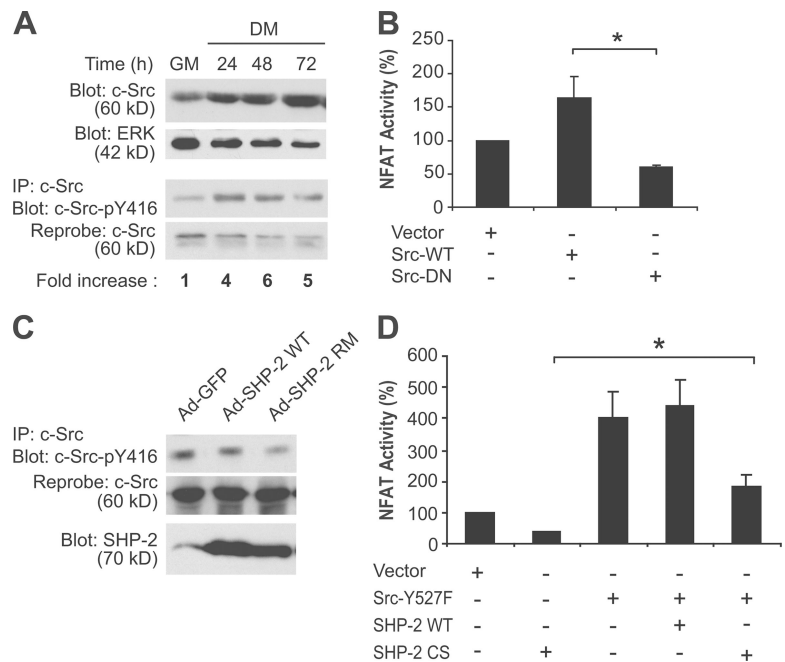 A
DM
Time (h) GM 24 48 72
Blot: c-Src
(60 kD)
Blot: ERK
(42 kD)
IP: c-Src
Blot: c-Src-pY416
Reprobe: c-Src
(60 kD)
Fold increase : 1 4 6 5
B
NFAT Activity (%)
250
200
150
100
50
0
*
Vector + - -
Src-WT - + -
Src-DN - - +
C
Ad-GFP
Ad-SHP-2 WT
Ad-SHP-2 RM
IP: c-Src
Blot: c-Src-pY416
Reprobe: c-Src
(60 kD)
Blot: SHP-2
(70 kD)
D
NFAT Activity (%)
600
500
400
300
200
100
0
*
Vector + - - - -
Src-Y527F - - + + +
SHP-2 WT - - - + -
SHP-2 CS - + - - +